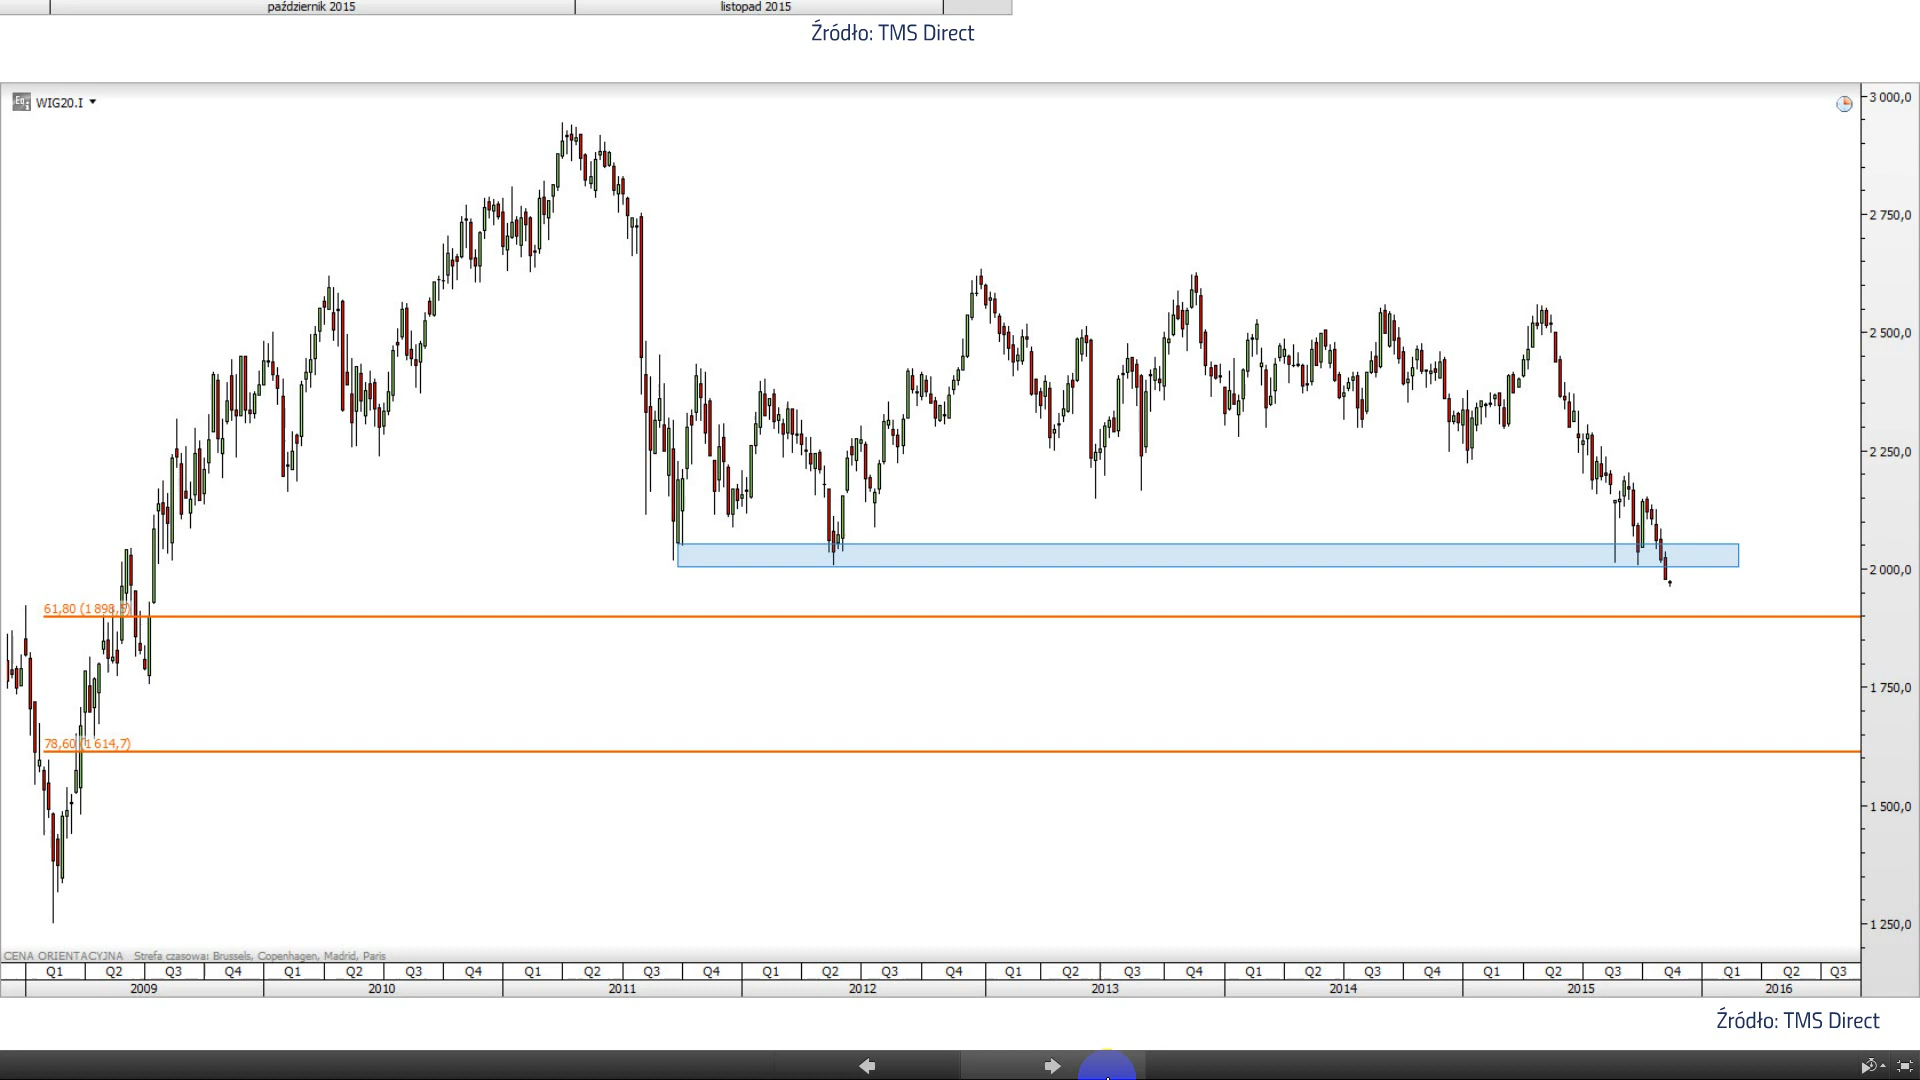 październik 2015 listopad 2015
Źródło: TMS Direct
WIG20.I
3 000,0
2 750,0
2 500,0
2 250,0
2 000,0
61,80 (1 898,5)
1 750,0
78,60 (1 614,7)
1 500,0
1 250,0
CENA ORIENTACYJNA Strefa czasowa: Brussels, Copenhagen, Madrid, Paris
Q1 Q2 Q3 Q4 Q1 Q2 Q3 Q4 Q1 Q2 Q3 Q4 Q1 Q2 Q3 Q4 Q1 Q2 Q3 Q4 Q1 Q2 Q3 Q4 Q1 Q2 Q3 Q4 Q1 Q2 Q3
2009 2010 2011 2012 2013 2014 2015 2016
Źródło: TMS Direct